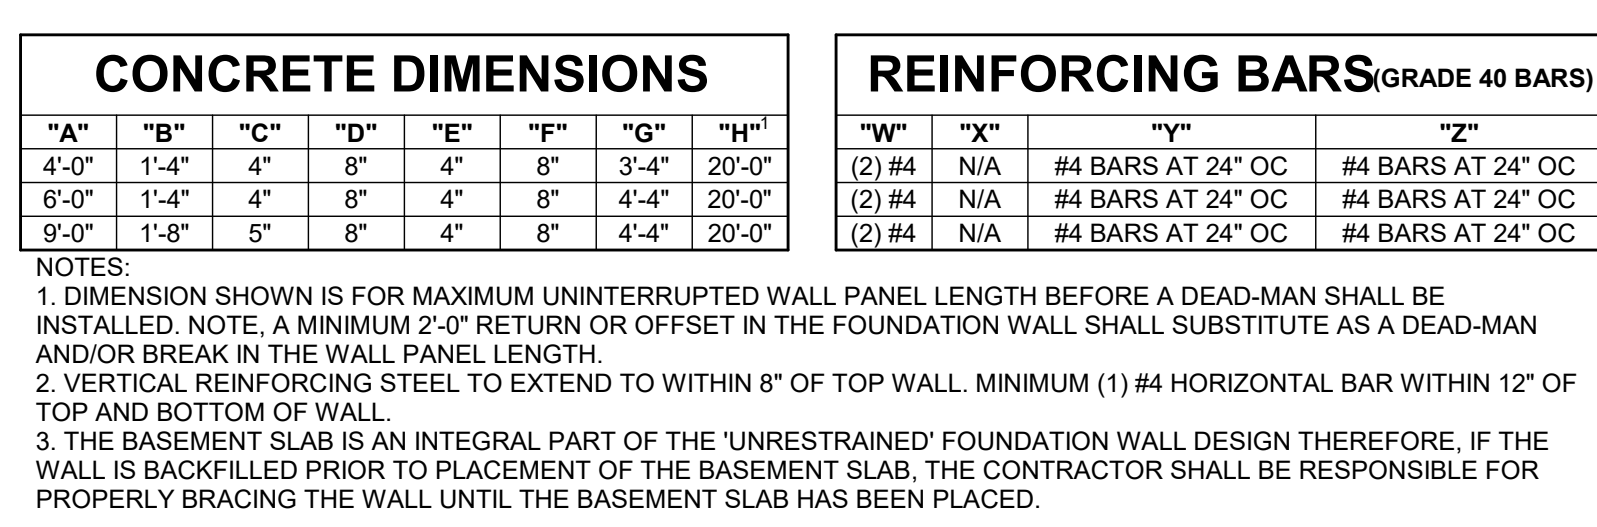 CONCRETE DIMENSIONS
"A" "B" "C" "D" "E" "F" "G" "H"1
4'-0" 1'-4" 4" 8" 4" 8" 3'-4" 20'-0"
6'-0" 1'-4" 4" 8" 4" 8" 4'-4" 20'-0"
9'-0" 1'-8" 5" 8" 4" 8" 4'-4" 20'-0"
REINFORCING BARS(GRADE 40 BARS)
"W" "X" "Y" "Z"
(2) #4 N/A #4 BARS AT 24" OC #4 BARS AT 24" OC
(2) #4 N/A #4 BARS AT 24" OC #4 BARS AT 24" OC
(2) #4 N/A #4 BARS AT 24" OC #4 BARS AT 24" OC
NOTES:
1. DIMENSION SHOWN IS FOR MAXIMUM UNINTERRUPTED WALL PANEL LENGTH BEFORE A DEAD-MAN SHALL BE
INSTALLED. NOTE, A MINIMUM 2'-0" RETURN OR OFFSET IN THE FOUNDATION WALL SHALL SUBSTITUTE AS A DEAD-MAN
AND/OR BREAK IN THE WALL PANEL LENGTH.
2. VERTICAL REINFORCING STEEL TO EXTEND TO WITHIN 8" OF TOP WALL. MINIMUM (1) #4 HORIZONTAL BAR WITHIN 12" OF
TOP AND BOTTOM OF WALL.
3. THE BASEMENT SLAB IS AN INTEGRAL PART OF THE 'UNRESTRAINED' FOUNDATION WALL DESIGN THEREFORE, IF THE
WALL IS BACKFILLED PRIOR TO PLACEMENT OF THE BASEMENT SLAB, THE CONTRACTOR SHALL BE RESPONSIBLE FOR
PROPERLY BRACING THE WALL UNTIL THE BASEMENT SLAB HAS BEEN PLACED.